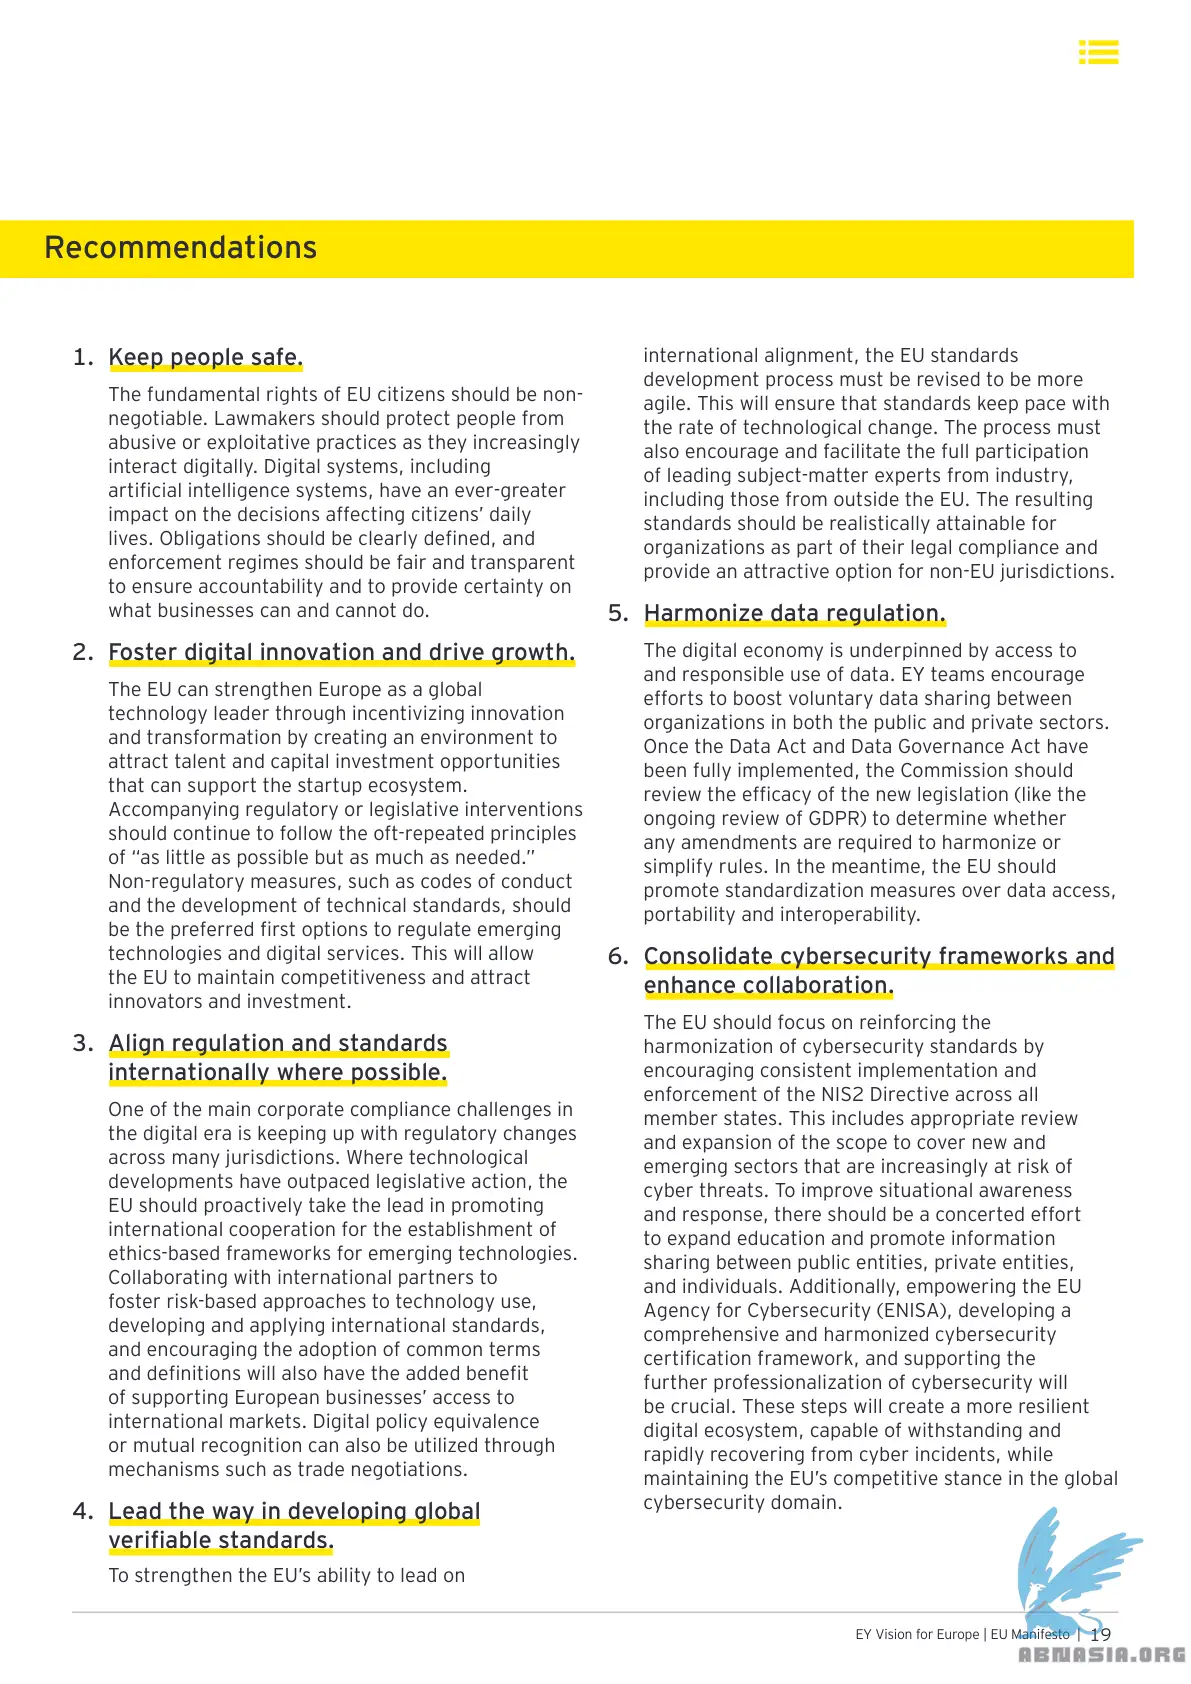 Recommendations
1. Keep people safe.
The fundamental rights of EU citizens should be non-
negotiable. Lawmakers should protect people from
abusive or exploitative practices as they increasingly
interact digitally. Digital systems, including
artificial intelligence systems, have an ever-greater
impact on the decisions affecting citizens’ daily
lives. Obligations should be clearly defined, and
enforcement regimes should be fair and transparent
to ensure accountability and to provide certainty on
what businesses can and cannot do.
2. Foster digital innovation and drive growth.
The EU can strengthen Europe as a global
technology leader through incentivizing innovation
and transformation by creating an environment to
attract talent and capital investment opportunities
that can support the startup ecosystem.
Accompanying regulatory or legislative interventions
should continue to follow the oft-repeated principles
of “as little as possible but as much as needed.”
Non-regulatory measures, such as codes of conduct
and the development of technical standards, should
be the preferred first options to regulate emerging
technologies and digital services. This will allow
the EU to maintain competitiveness and attract
innovators and investment.
3. Align regulation and standards
internationally where possible.
One of the main corporate compliance challenges in
the digital era is keeping up with regulatory changes
across many jurisdictions. Where technological
developments have outpaced legislative action, the
EU should proactively take the lead in promoting
international cooperation for the establishment of
ethics-based frameworks for emerging technologies.
Collaborating with international partners to
foster risk-based approaches to technology use,
developing and applying international standards,
and encouraging the adoption of common terms
and definitions will also have the added benefit
of supporting European businesses’ access to
international markets. Digital policy equivalence
or mutual recognition can also be utilized through
mechanisms such as trade negotiations.
4. Lead the way in developing global
verifiable standards.
To strengthen the EU’s ability to lead on
international alignment, the EU standards
development process must be revised to be more
agile. This will ensure that standards keep pace with
the rate of technological change. The process must
also encourage and facilitate the full participation
of leading subject-matter experts from industry,
including those from outside the EU. The resulting
standards should be realistically attainable for
organizations as part of their legal compliance and
provide an attractive option for non-EU jurisdictions.
5. Harmonize data regulation.
The digital economy is underpinned by access to
and responsible use of data. EY teams encourage
efforts to boost voluntary data sharing between
organizations in both the public and private sectors.
Once the Data Act and Data Governance Act have
been fully implemented, the Commission should
review the efficacy of the new legislation (like the
ongoing review of GDPR) to determine whether
any amendments are required to harmonize or
simplify rules. In the meantime, the EU should
promote standardization measures over data access,
portability and interoperability.
6. Consolidate cybersecurity frameworks and
enhance collaboration.
The EU should focus on reinforcing the
harmonization of cybersecurity standards by
encouraging consistent implementation and
enforcement of the NIS2 Directive across all
member states. This includes appropriate review
and expansion of the scope to cover new and
emerging sectors that are increasingly at risk of
cyber threats. To improve situational awareness
and response, there should be a concerted effort
to expand education and promote information
sharing between public entities, private entities,
and individuals. Additionally, empowering the EU
Agency for Cybersecurity (ENISA), developing a
comprehensive and harmonized cybersecurity
certification framework, and supporting the
further professionalization of cybersecurity will
be crucial. These steps will create a more resilient
digital ecosystem, capable of withstanding and
rapidly recovering from cyber incidents, while
maintaining the EU’s competitive stance in the global
cybersecurity domain.
EY Vision for Europe | EU Manifesto | 19
ABNASIA.ORG